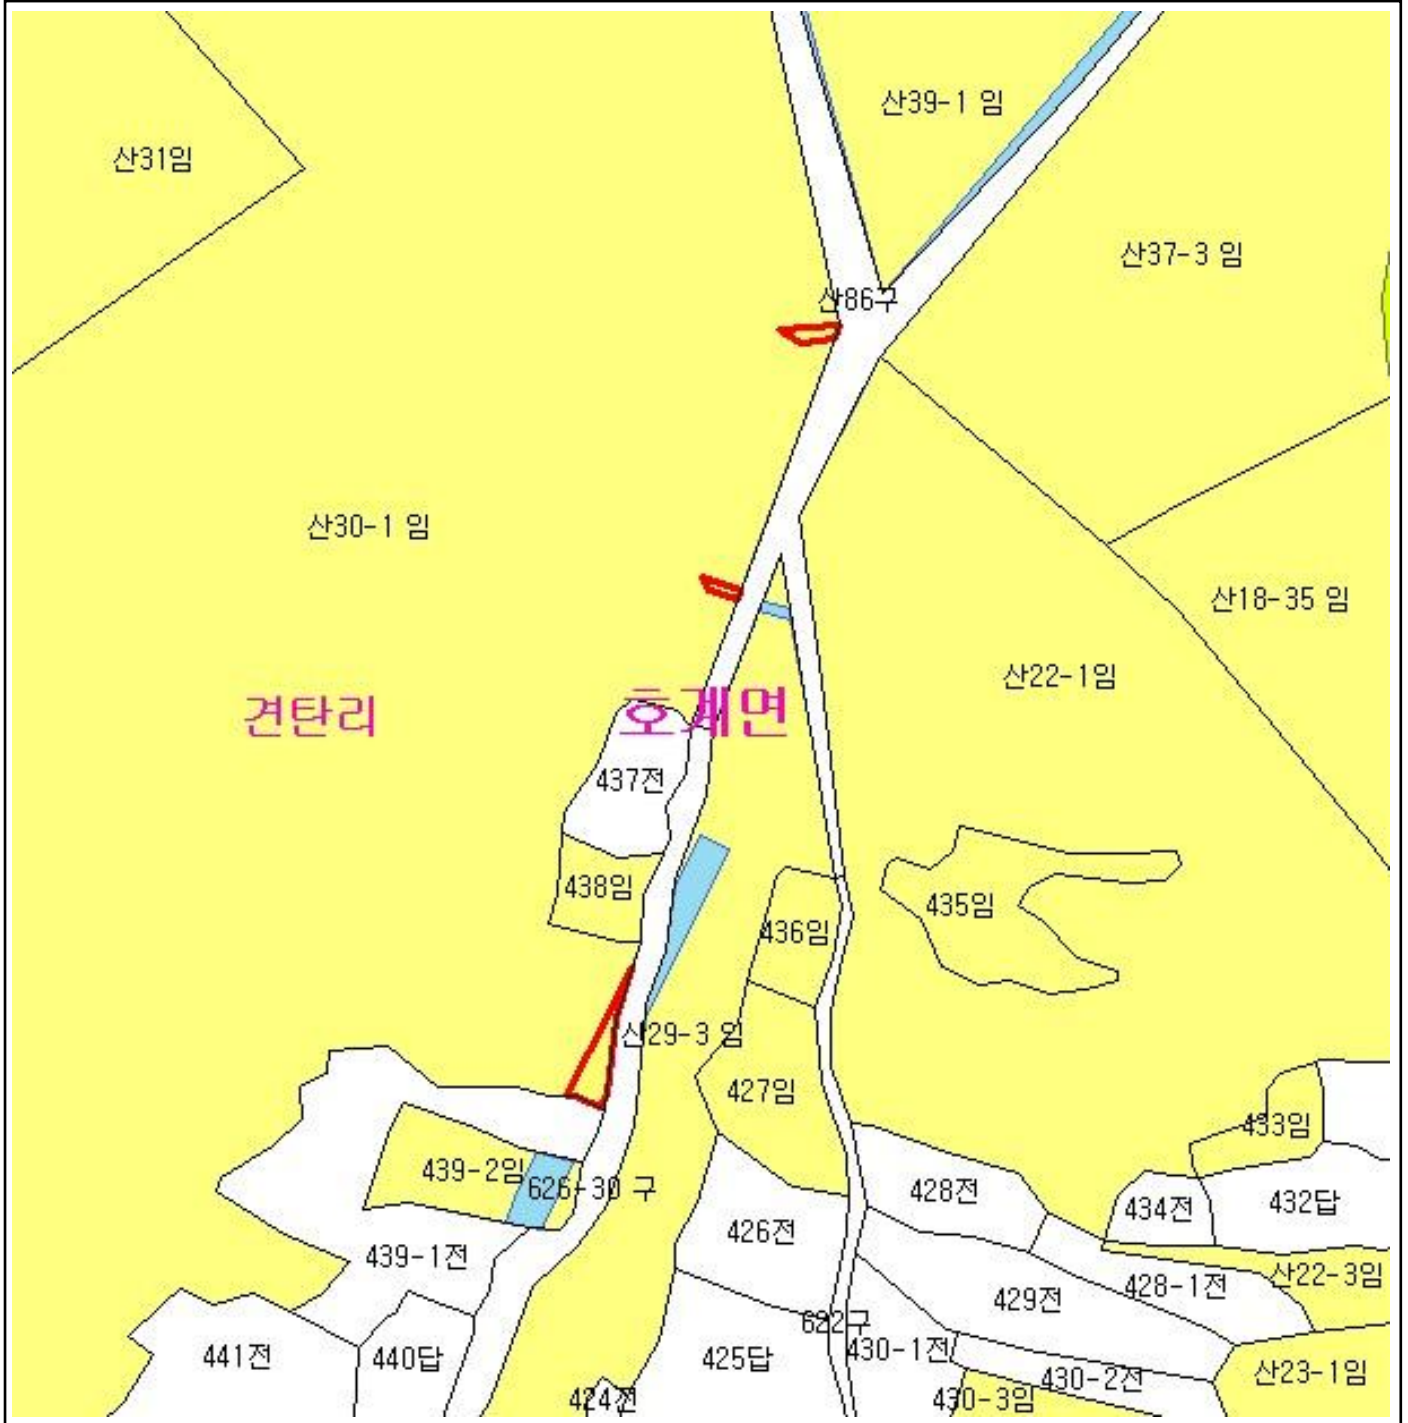 산39-1 임
산31임
산37-3 임
산86구
산30-1 임
산18-35 임
산22-1임
견탄리
호계면
437전
438임
435임
436임
산29-3 임
427임
433임
439-2임
626-30 구
428전
434전
432답
426전
439-1전
산22-3임
428-1전
429전
622구
430-1전
441전
440답
425답
산23-1임
430-2전
424전
430-3임